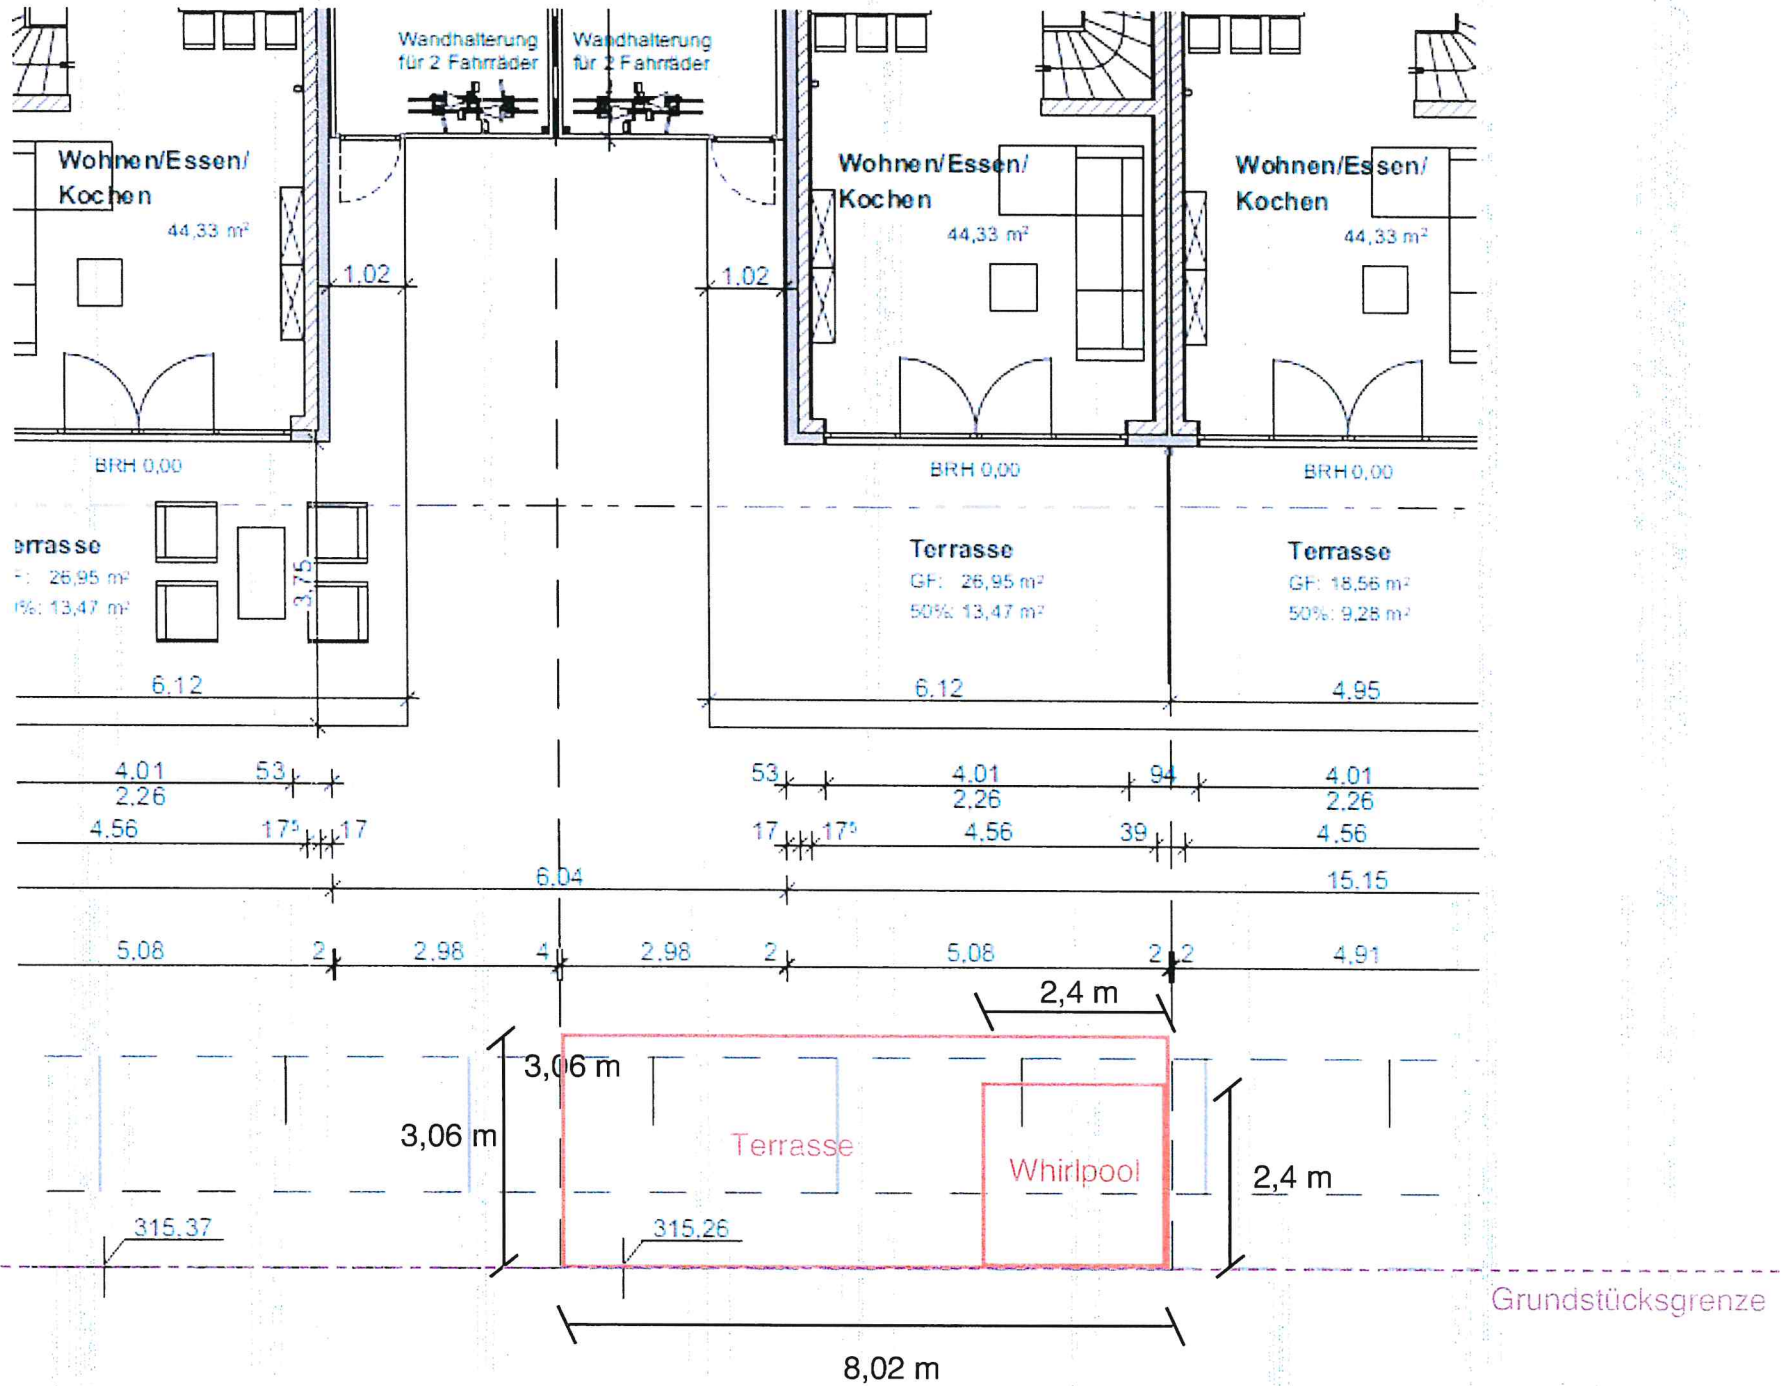 Wandhalterung
für 2 Fahrräder
Wandhalterung
für 2 Fahrräder
Wohnen/Essen/
Kochen
44,33 m²
Wohnen/Essen/
Kochen
44,33 m²
Wohnen/Essen/
Kochen
44,33 m²
1.02
1.02
BRH 0,00
BRH 0,00
BRH 0,00
errasse
F: 26,95 m²
1%: 13,47 m²
3.75
Terrasse
GF: 26,95 m²
50%: 13,47 m²
Terrasse
GF: 18,56 m²
50%: 9,28 m²
6.12
6.12
4.95
4.01
53
53
4.01
94
4.01
2.26
2.26
2.26
4.56
17⁵
17
17
17⁵
4.56
39
4.56
6.04
15.15
5.08
2
2.98
4
2.98
2
5.08
2
2
4.91
2,4 m
3,06 m
3,06 m
Terrasse
Whirlpool
2,4 m
315.37
315.26
Grundstücksgrenze
8,02 m